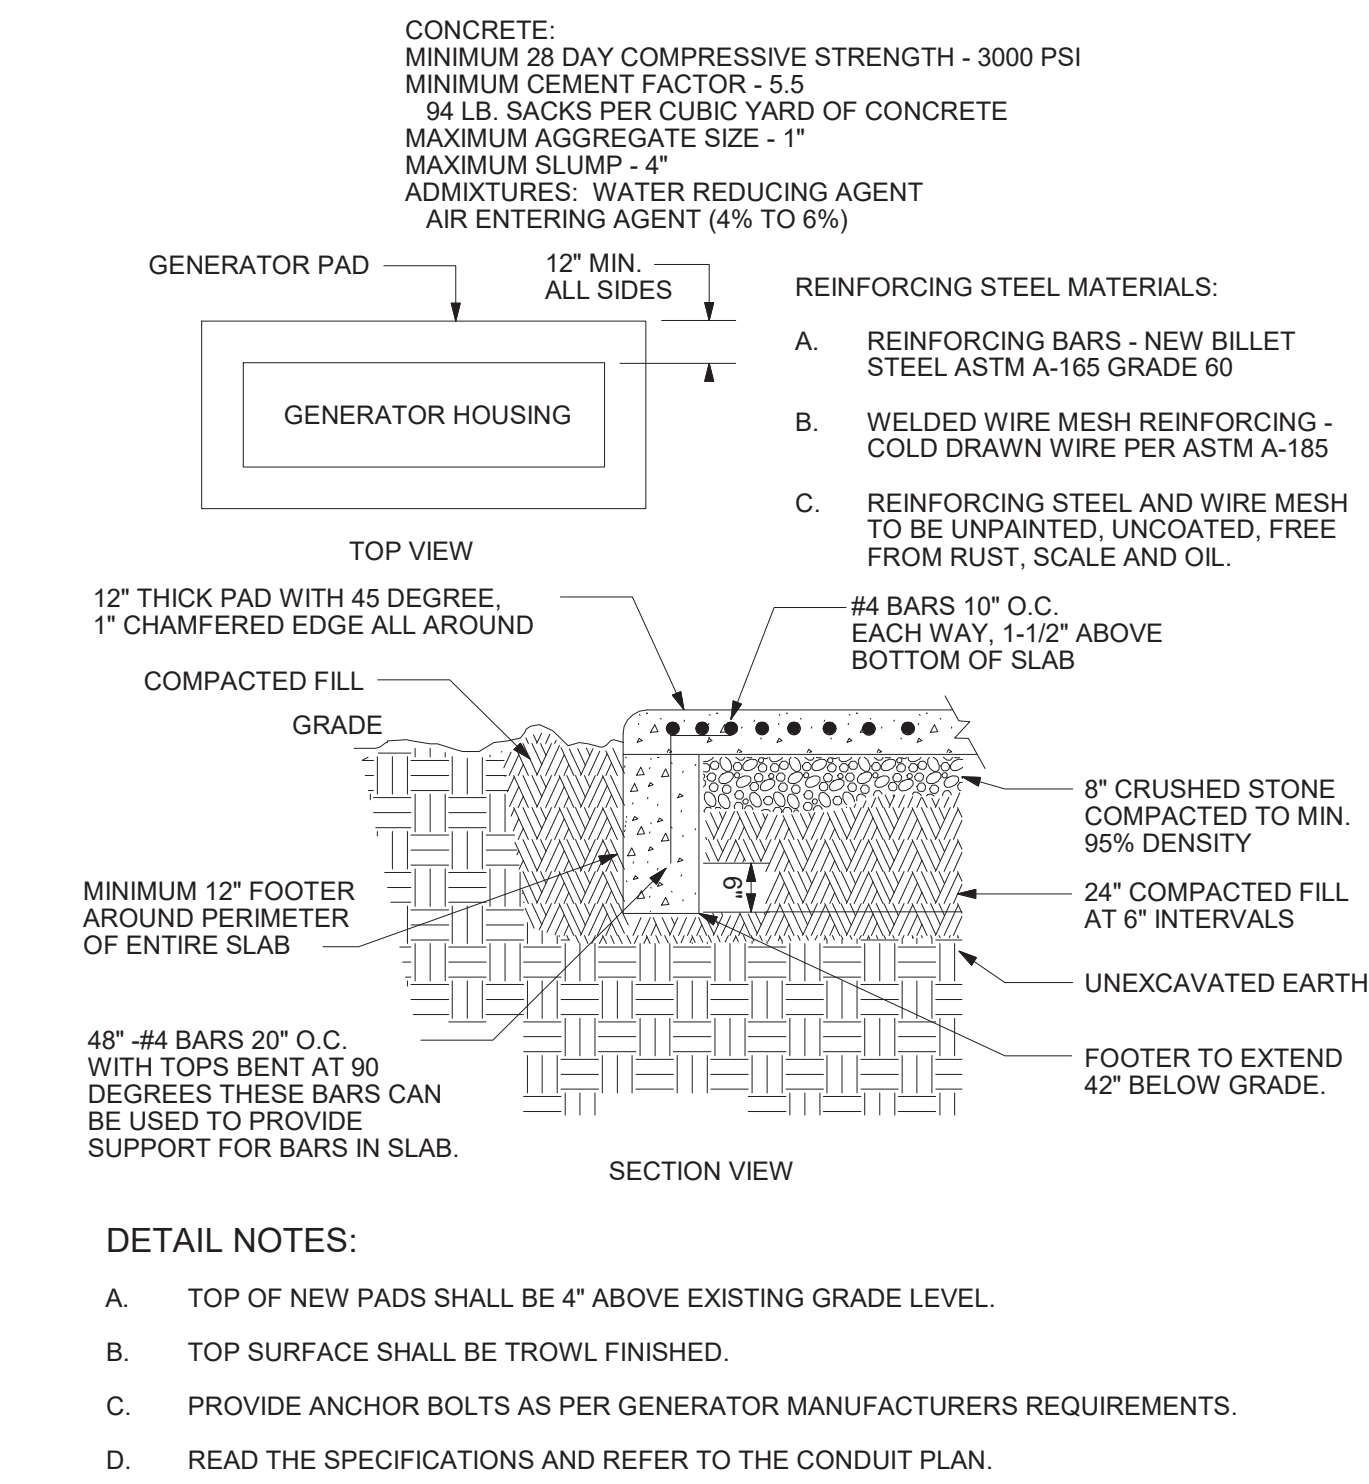 CONCRETE:
MINIMUM 28 DAY COMPRESSIVE STRENGTH - 3000 PSI
MINIMUM CEMENT FACTOR - 5.5
94 LB. SACKS PER CUBIC YARD OF CONCRETE
MAXIMUM AGGREGATE SIZE - 1"
MAXIMUM SLUMP - 4"
ADMIXTURES: WATER REDUCING AGENT
AIR ENTERING AGENT (4% TO 6%)
GENERATOR PAD
12" MIN.
ALL SIDES
GENERATOR HOUSING
TOP VIEW
REINFORCING STEEL MATERIALS:
A. REINFORCING BARS - NEW BILLET
STEEL ASTM A-165 GRADE 60
B. WELDED WIRE MESH REINFORCING -
COLD DRAWN WIRE PER ASTM A-185
C. REINFORCING STEEL AND WIRE MESH
TO BE UNPAINTED, UNCOATED, FREE
FROM RUST, SCALE AND OIL.
12" THICK PAD WITH 45 DEGREE,
1" CHAMFERED EDGE ALL AROUND
#4 BARS 10" O.C.
EACH WAY, 1-1/2" ABOVE
BOTTOM OF SLAB
COMPACTED FILL
GRADE
8" CRUSHED STONE
COMPACTED TO MIN.
95% DENSITY
6"
MINIMUM 12" FOOTER
AROUND PERIMETER
OF ENTIRE SLAB
24" COMPACTED FILL
AT 6" INTERVALS
UNEXCAVATED EARTH
48" -#4 BARS 20" O.C.
WITH TOPS BENT AT 90
DEGREES THESE BARS CAN
BE USED TO PROVIDE
SUPPORT FOR BARS IN SLAB.
FOOTER TO EXTEND
42" BELOW GRADE.
SECTION VIEW
DETAIL NOTES:
A. TOP OF NEW PADS SHALL BE 4" ABOVE EXISTING GRADE LEVEL.
B. TOP SURFACE SHALL BE TROWL FINISHED.
C. PROVIDE ANCHOR BOLTS AS PER GENERATOR MANUFACTURERS REQUIREMENTS.
D. READ THE SPECIFICATIONS AND REFER TO THE CONDUIT PLAN.